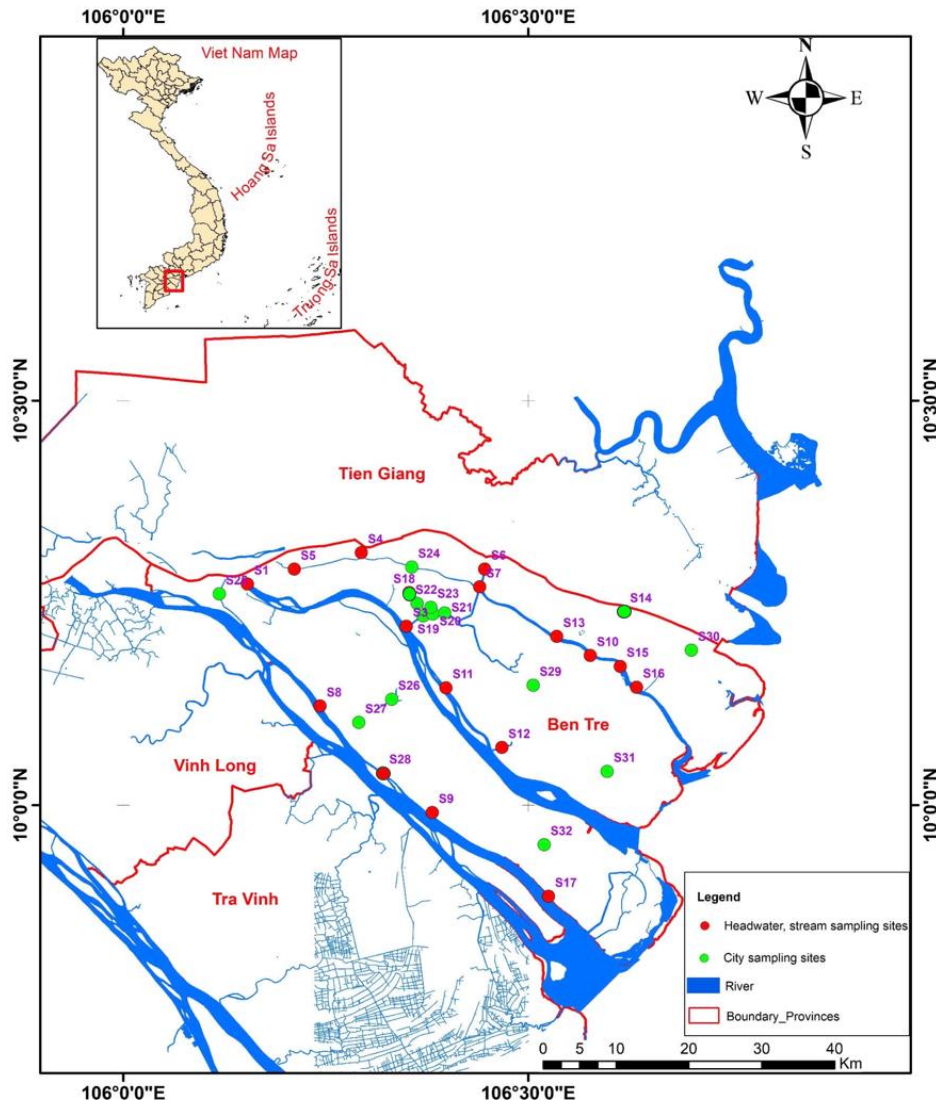 106°0'0"E
106°30'0"E
Viet Nam Map
Hoang Sa Islands
Truong Sa Islands
N
W
E
S
10°30'0"N
10°30'0"N
Tien Giang
S4
S5
S24
S6
S1
S7
S25
S18
S22
S23
S3
S21
S20
S19
S14
S13
S10
S30
S15
S16
S11
S29
S26
S8
S27
Ben Tre
S12
Vinh Long
S28
S31
10°0'0"N
10°0'0"N
S9
S32
Tra Vinh
S17
Legend
Headwater, stream sampling sites
City sampling sites
River
Boundary_Provinces
0 5 10 20 30 40
Km
106°0'0"E
106°30'0"E